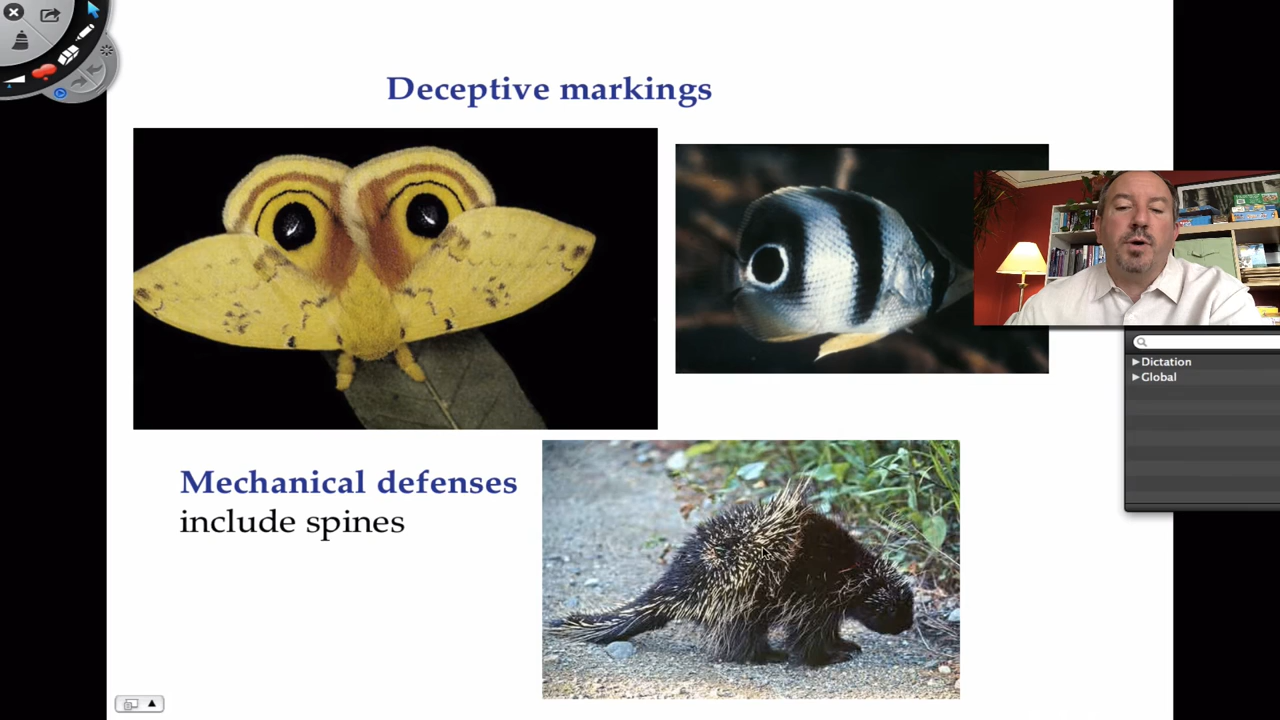 Deceptive markings
Dictation
Global
Mechanical defenses
include spines